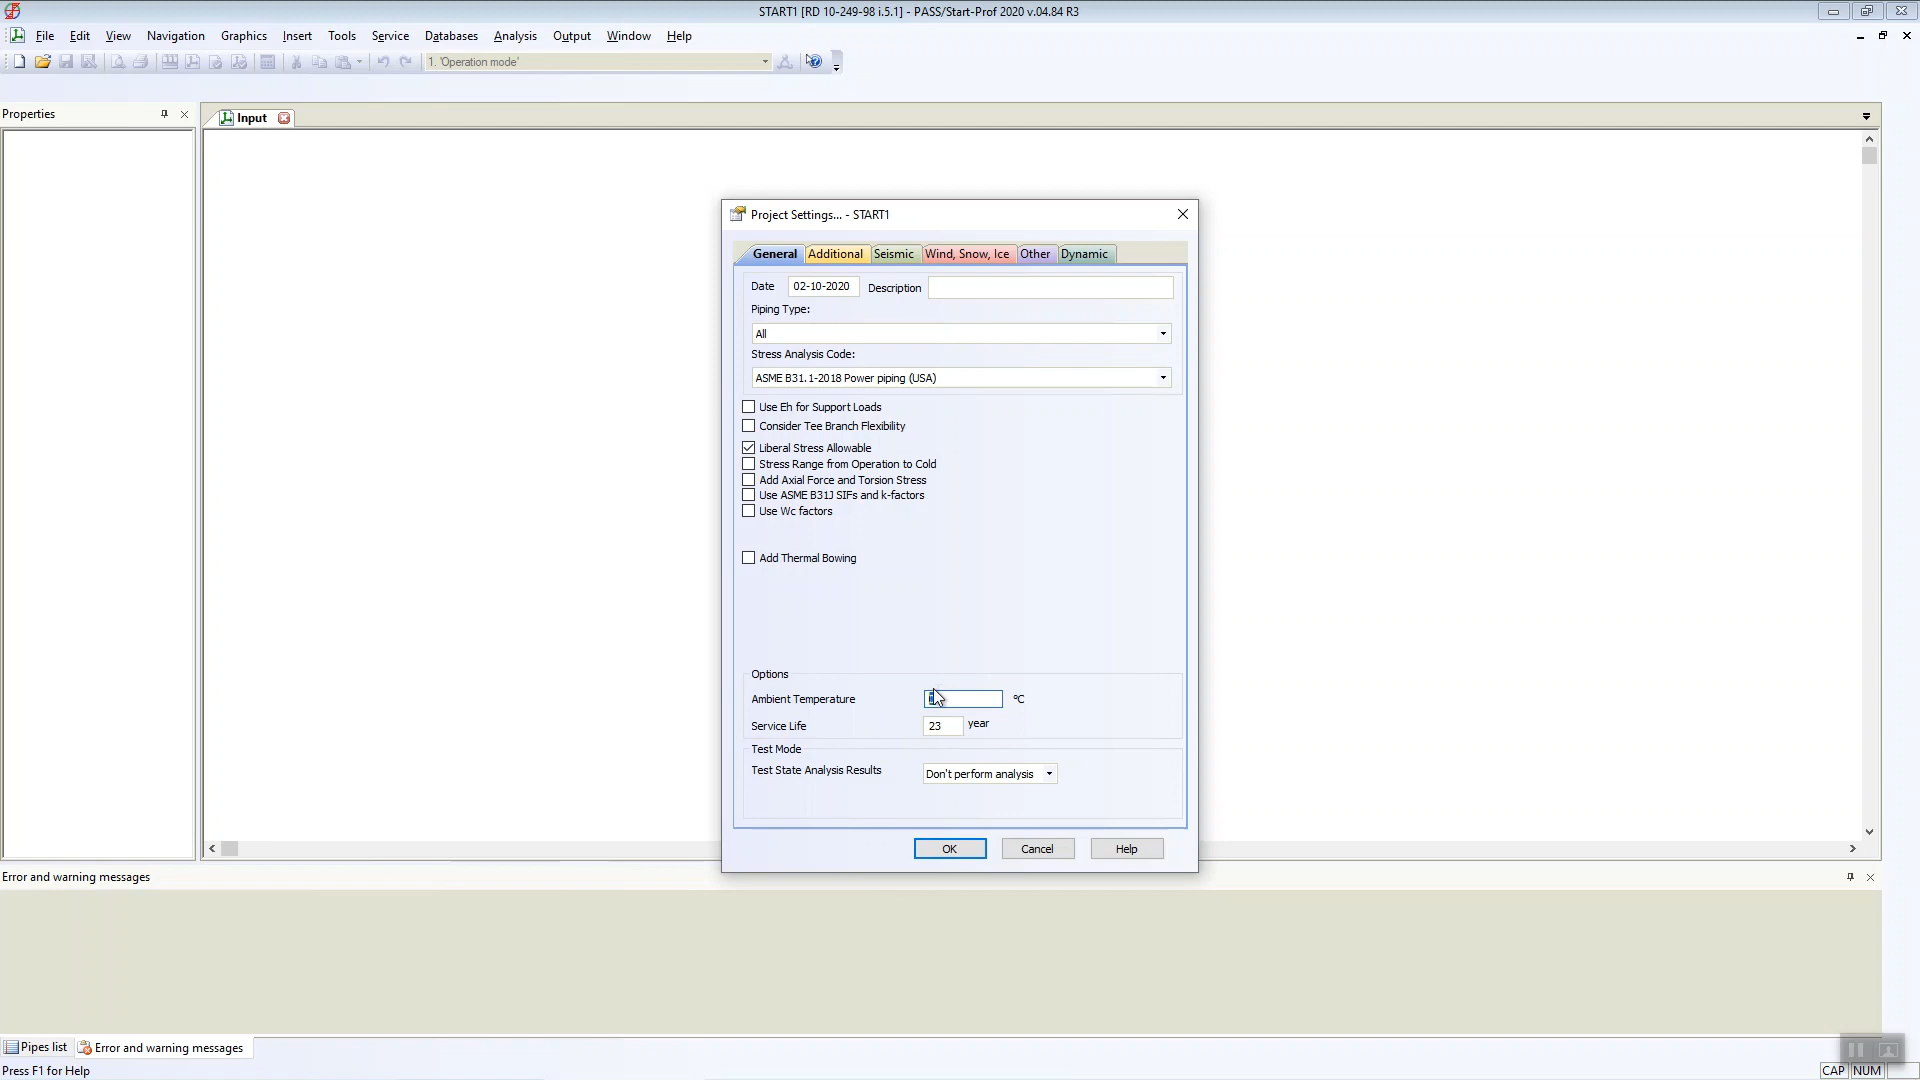 START1 [RD 10-249-98 i.5.1] - PASS/Start-Prof 2020 v.04.84 R3
File Edit View Navigation Graphics Insert Tools Service Databases Analysis Output Window Help
1. 'Operation mode'
Properties
Input
Project Settings... - START1
General Additional Seismic Wind, Snow, Ice Other Dynamic
Date 02-10-2020 Description
Piping Type:
All
Stress Analysis Code:
ASME B31.1-2018 Power piping (USA)
Use Eh for Support Loads
Consider Tee Branch Flexibility
Liberal Stress Allowable
Stress Range from Operation to Cold
Add Axial Force and Torsion Stress
Use ASME B31J SIFs and k-factors
Use Wc factors
Add Thermal Bowing
Options
Ambient Temperature ºC
Service Life 23 year
Test Mode
Test State Analysis Results Don't perform analysis
OK Cancel Help
Error and warning messages
Pipes list Error and warning messages
Press F1 for Help CAP NUM